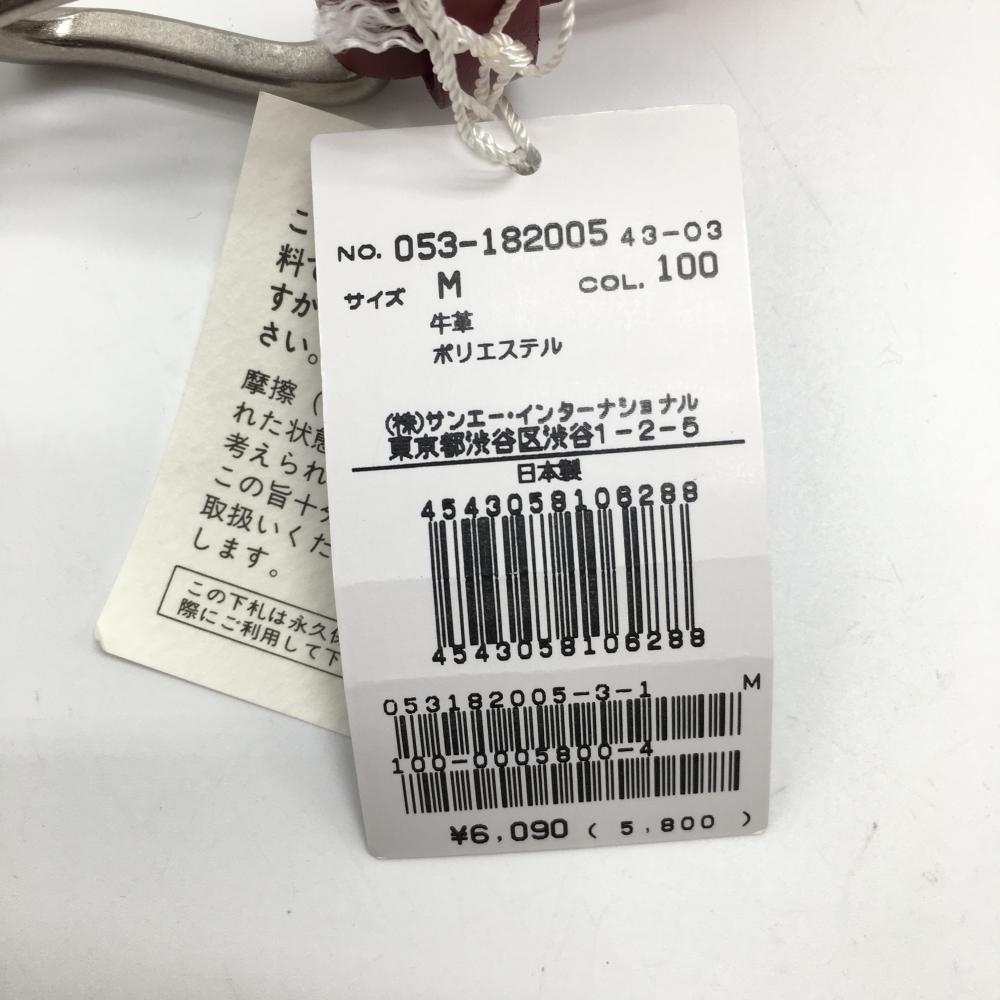 NO. 053-182005 43-03
サイズ M COL. 100
牛革
ポリエステル
(株)サンエー・インターナショナル
東京都渋谷区渋谷1-2-5
日本製
4543058106288
4543058106288
053182005-3-1 M
100-0005800-4
¥6,090 ( 5,800 )
こ
料で
すが
さい。
摩擦 (
れた状態
考えられ
この旨十分
取扱いくだ
します。
この下札は永久保
際にご利用して下